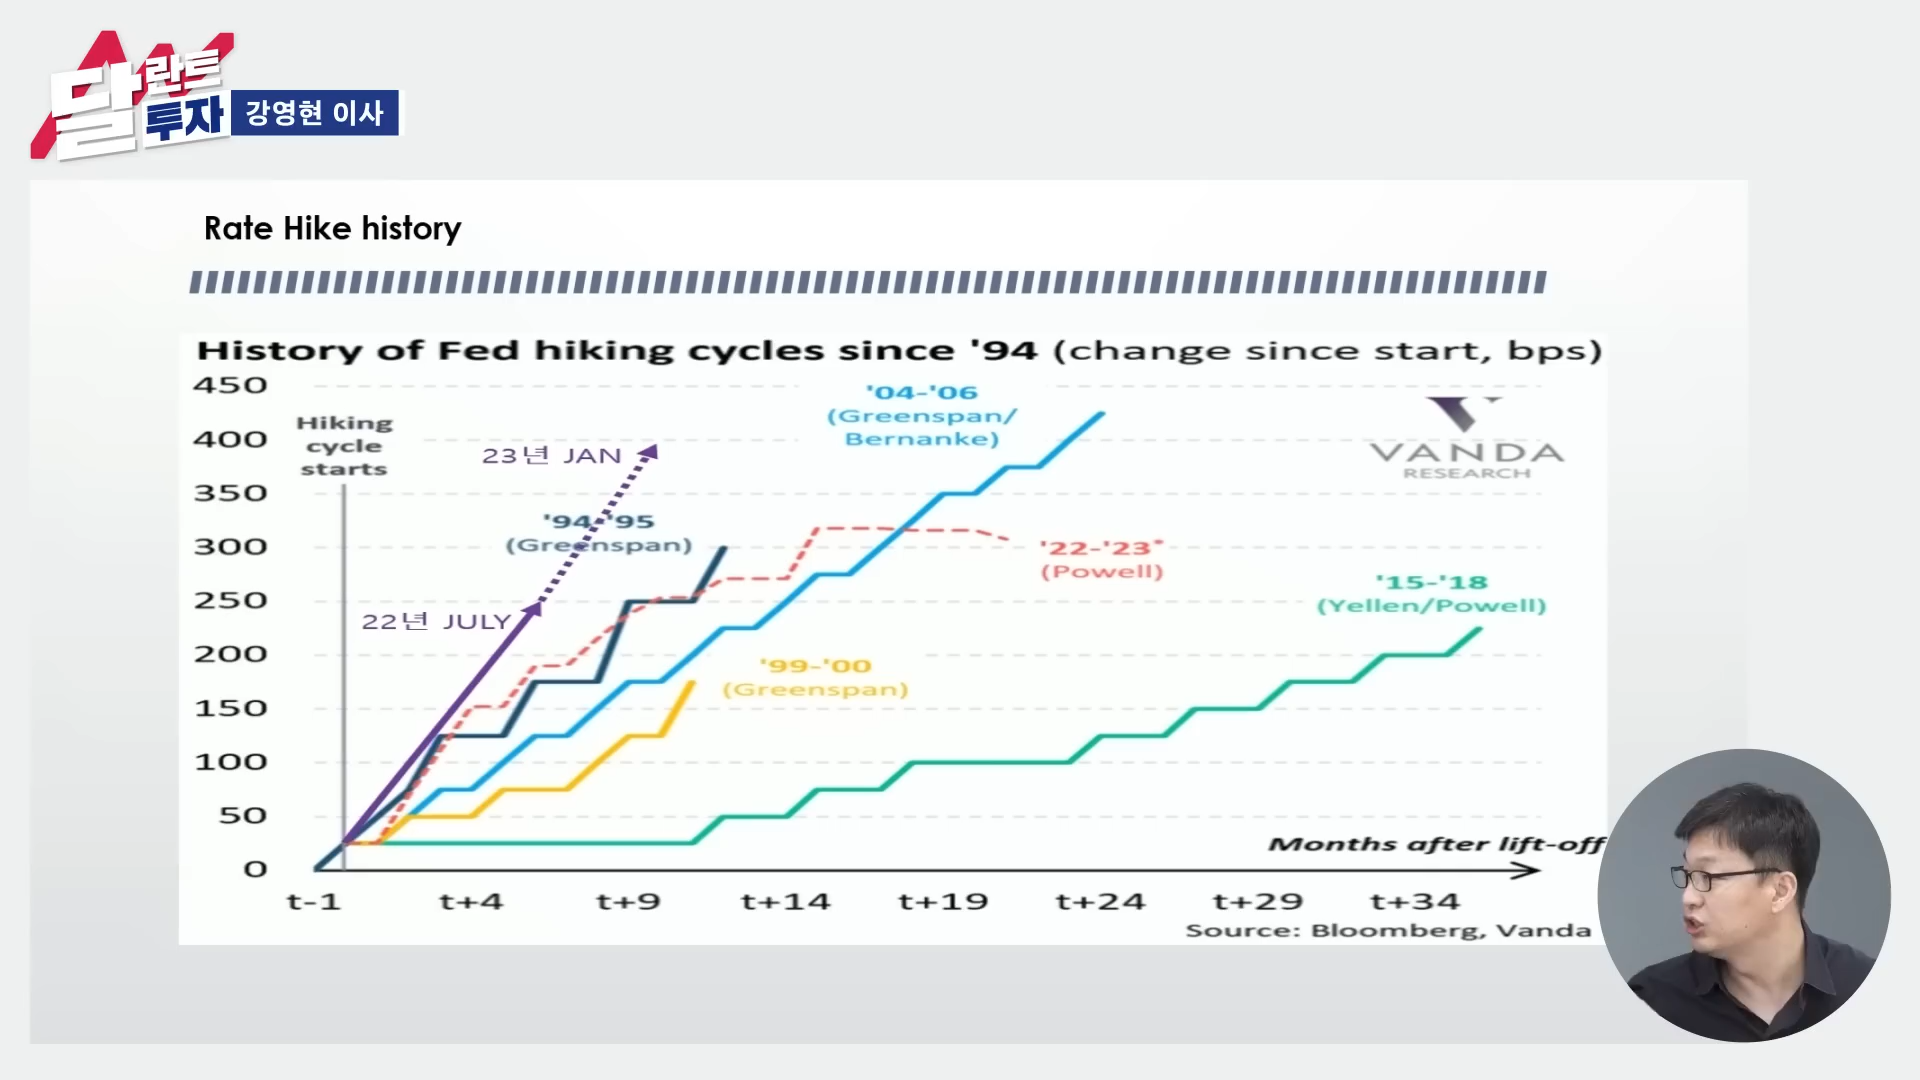 달란트
투자
강영현 이사
Rate Hike history
History of Fed hiking cycles since '94 (change since start, bps)
450
400
350
300
250
200
150
100
50
0
Hiking
cycle
starts
23년 JAN
'94-'95
(Greenspan)
22년 JULY
'04-'06
(Greenspan/
Bernanke)
'99-'00
(Greenspan)
'22-'23*
(Powell)
'15-'18
(Yellen/Powell)
VANDA
RESEARCH
Months after lift-off
t-1 t+4 t+9 t+14 t+19 t+24 t+29 t+34
Source: Bloomberg, Vanda